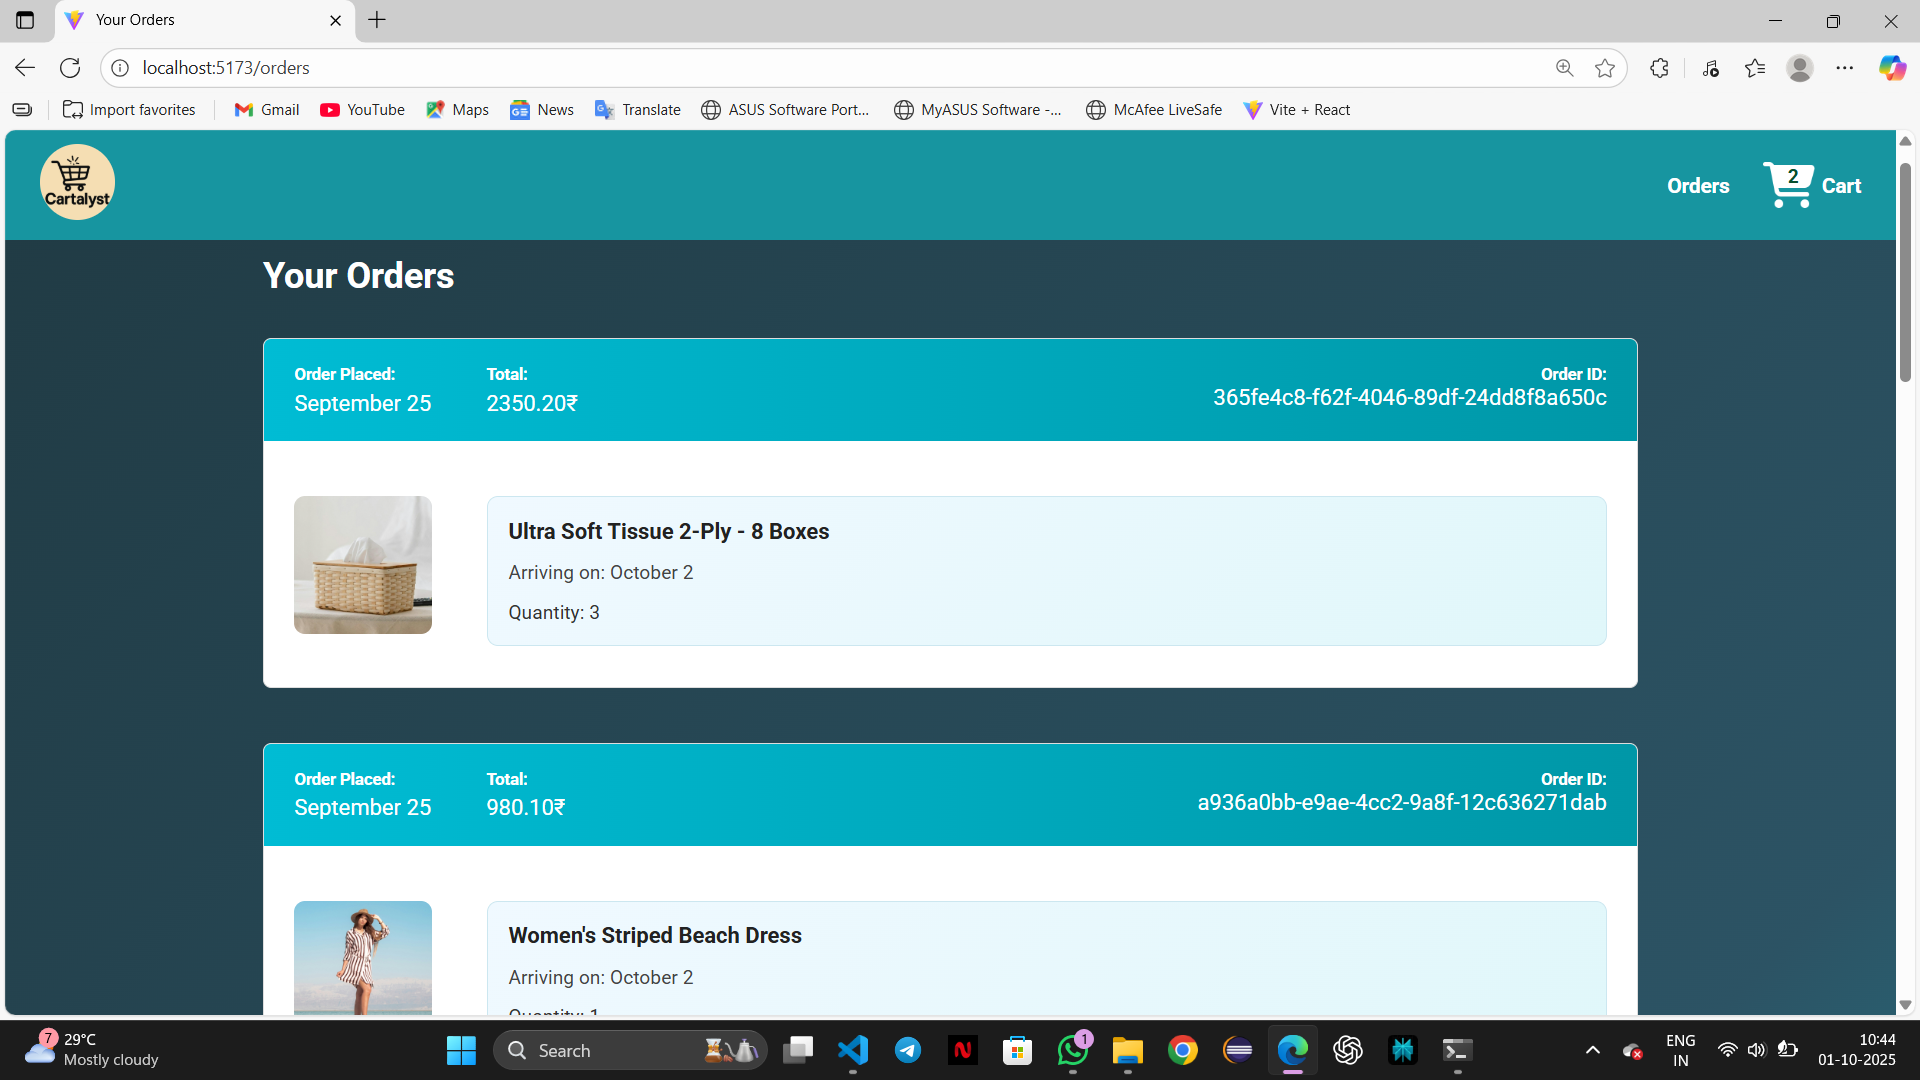 Your Orders
localhost:5173/orders
Import favorites
Gmail
YouTube
Maps
News
Translate
ASUS Software Port...
MyASUS Software -...
McAfee LiveSafe
Vite + React
Cartalyst
Orders
2
Cart
Your Orders
Order Placed:
Total:
Order ID:
September 25
2350.20₹
365fe4c8-f62f-4046-89df-24dd8f8a650c
Ultra Soft Tissue 2-Ply - 8 Boxes
Arriving on: October 2
Quantity: 3
Order Placed:
Total:
Order ID:
September 25
980.10₹
a936a0bb-e9ae-4cc2-9a8f-12c636271dab
Women's Striped Beach Dress
Arriving on: October 2
Quantity: 1
7
29°C
Mostly cloudy
Search
1
ENG
IN
10:44
01-10-2025